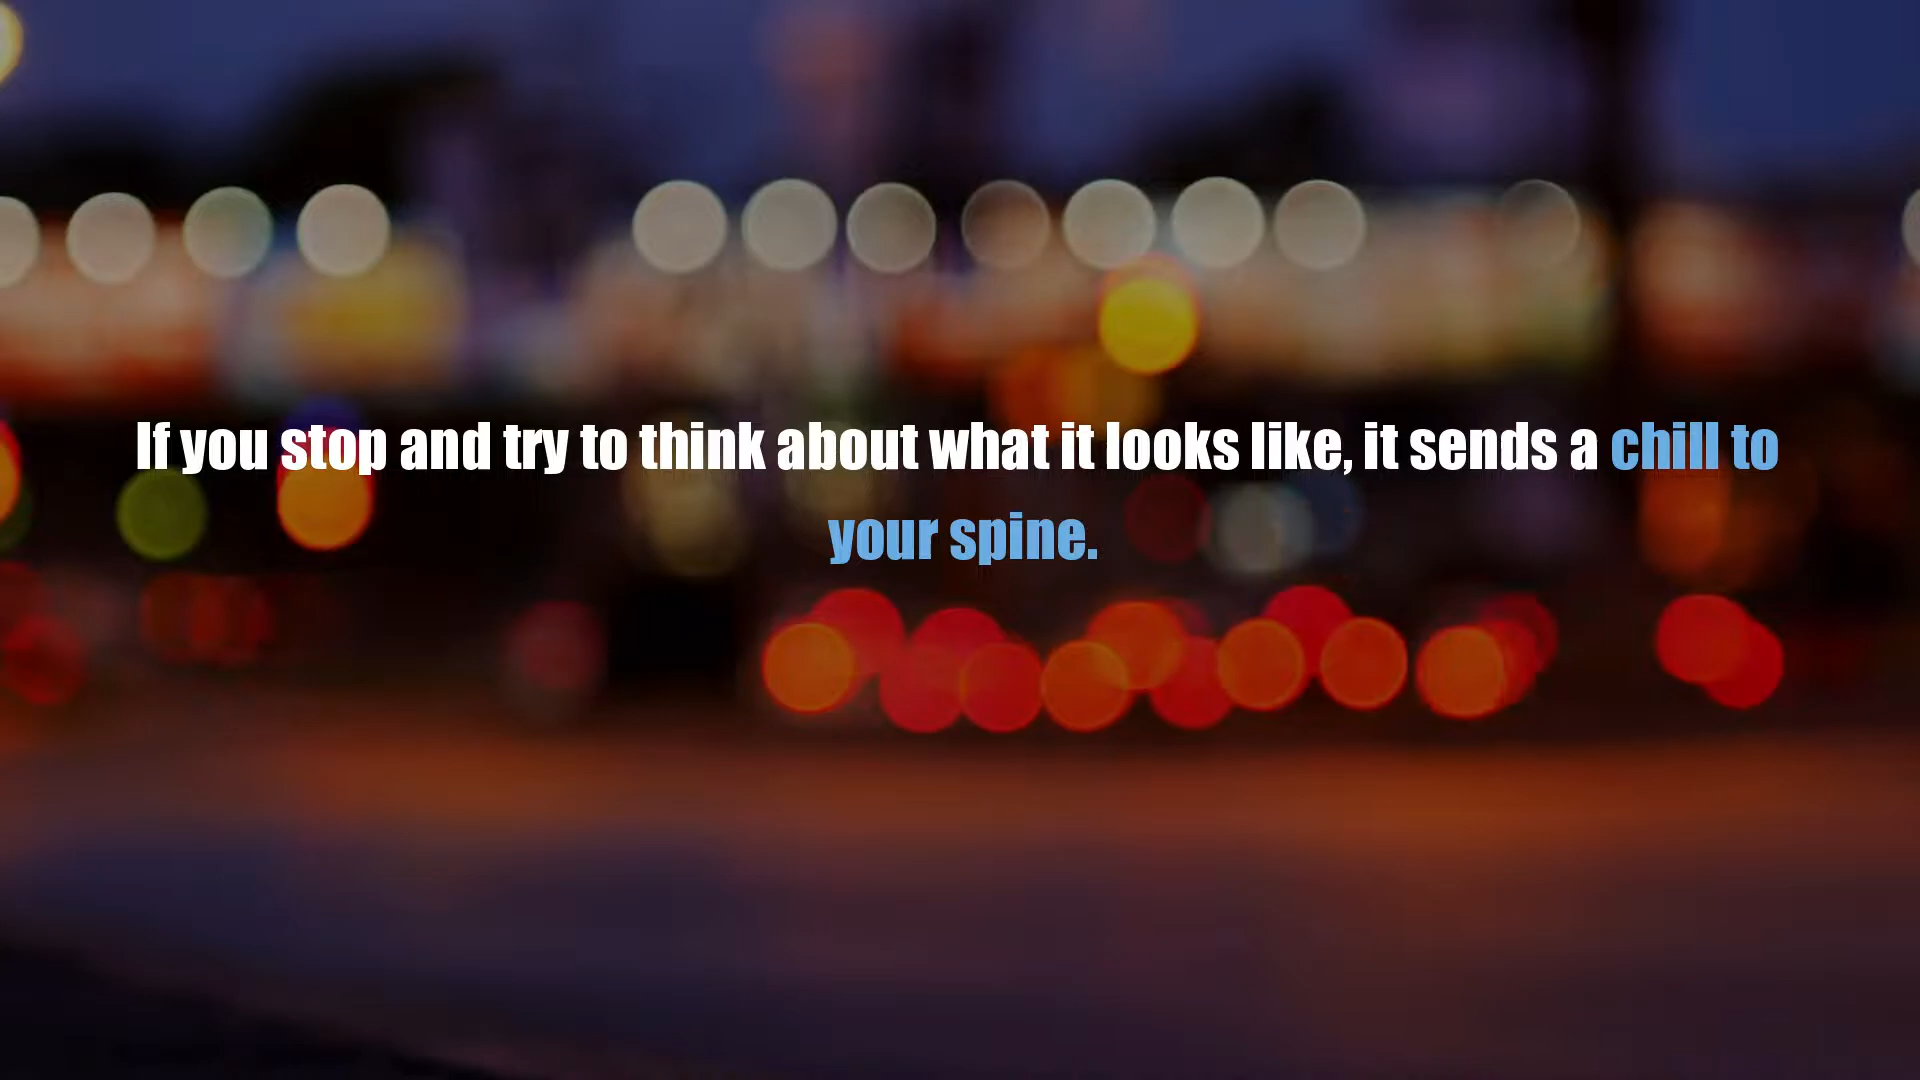 If you stop and try to think about what it looks like, it sends a chill to
your spine.